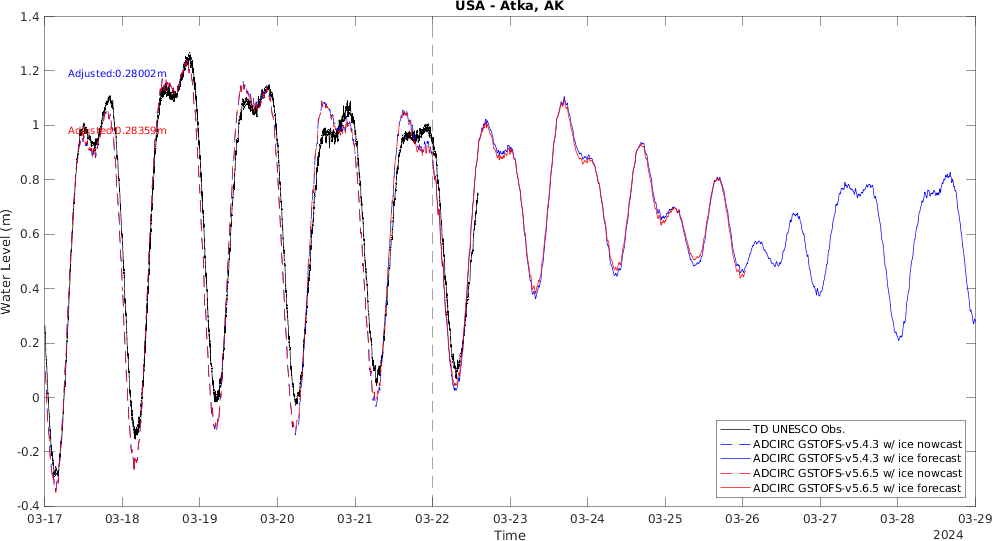 USA - Atka, AK
1.4
1.2
1
0.8
0.6
0.4
0.2
0
-0.2
-0.4
Water Level (m)
Adjusted:0.28002m
Adjusted:0.28359m
TD UNESCO Obs.
ADCIRC GSTOFS-v5.4.3 w/ ice nowcast
ADCIRC GSTOFS-v5.4.3 w/ ice forecast
ADCIRC GSTOFS-v5.6.5 w/ ice nowcast
ADCIRC GSTOFS-v5.6.5 w/ ice forecast
03-17 03-18 03-19 03-20 03-21 03-22 03-23 03-24 03-25 03-26 03-27 03-28 03-29
Time
2024